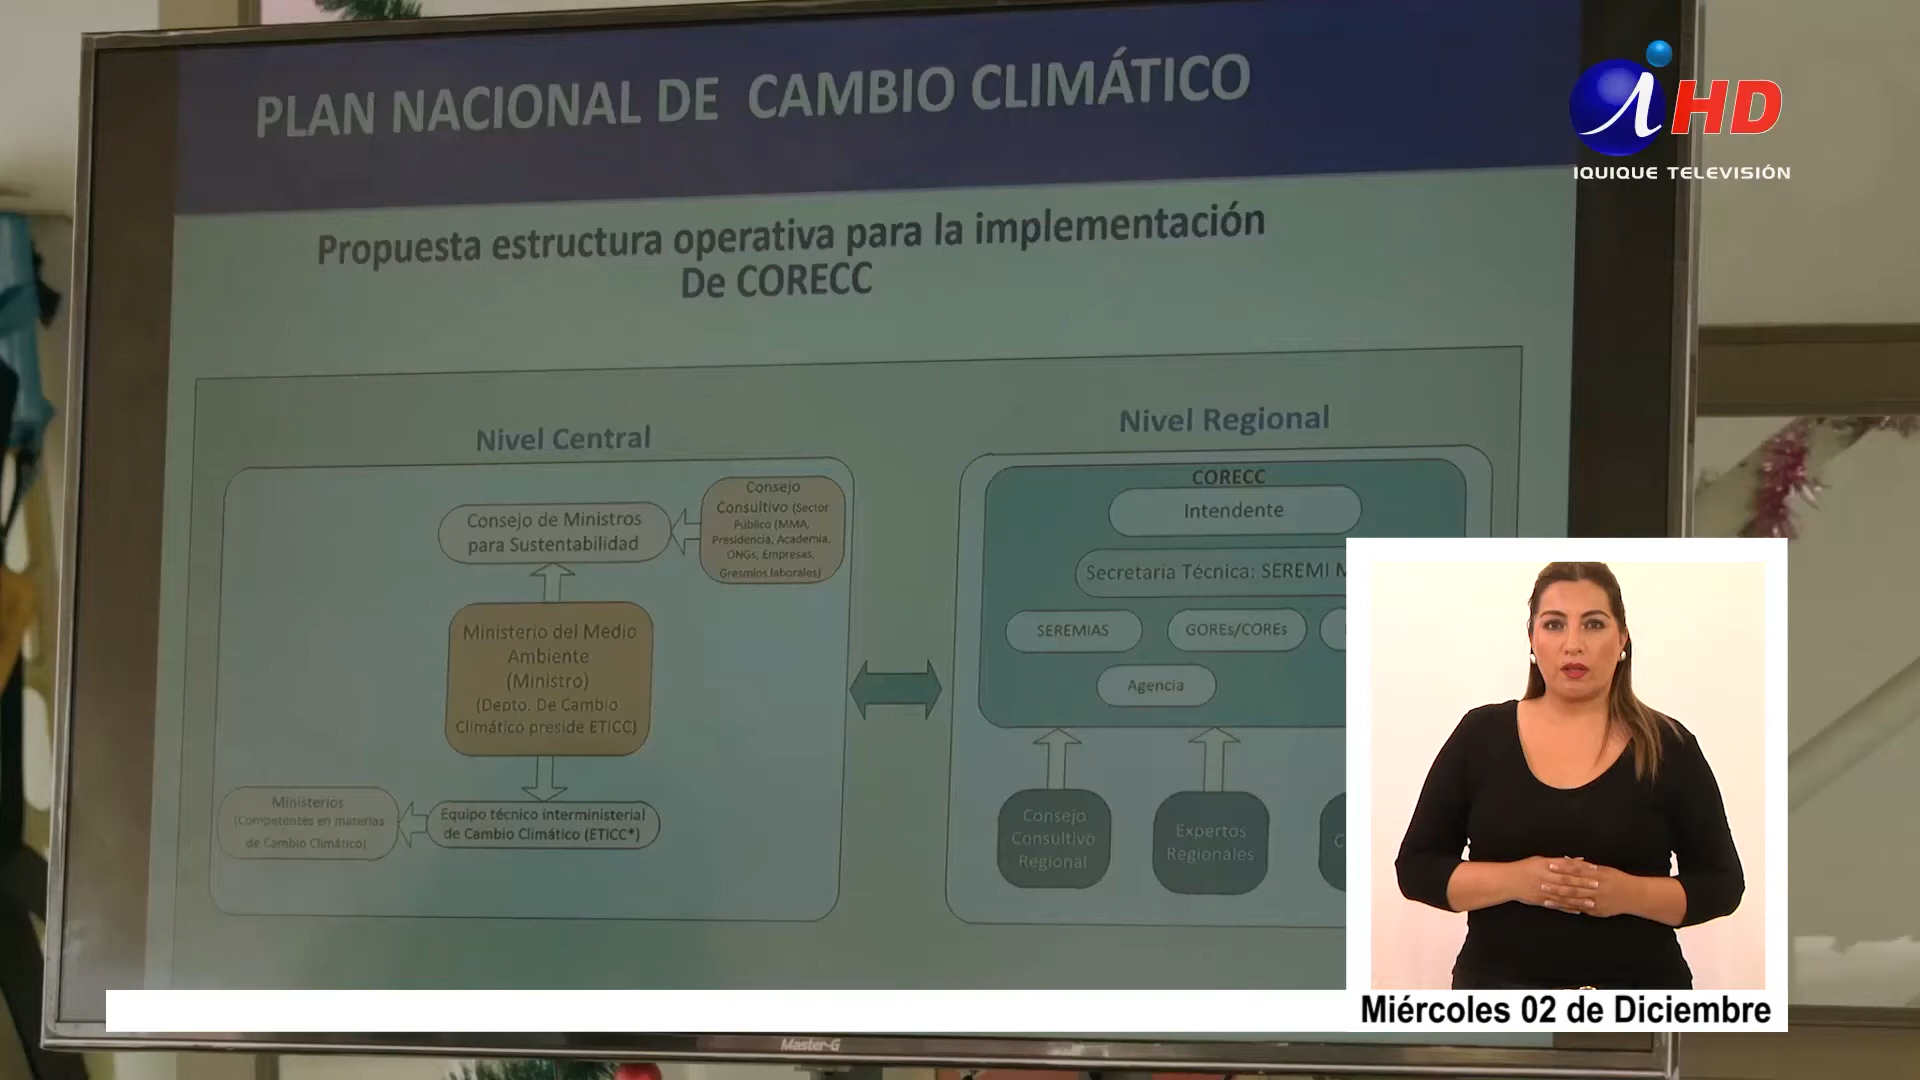 PLAN NACIONAL DE CAMBIO CLIMÁTICO
HD
IQUIQUE TELEVISIÓN
Propuesta estructura operativa para la implementación
De CORECC
Nivel Central
Consejo de Ministros
para Sustentabilidad
Consejo
Consultivo (Sector
Público (MMA,
Presidencia, Academia,
ONGs, Empresas,
Gresmios laborales)
Ministerio del Medio
Ambiente
(Ministro)
(Depto. De Cambio
Climático preside ETICC)
Ministerios
(Competentes en materias
de Cambio Climático)
Equipo técnico interministerial
de Cambio Climático (ETICC*)
Nivel Regional
CORECC
Intendente
Secretaría Técnica: SEREMI M
SEREMIAS
GOREs/COREs
Agencia
Consejo
Consultivo
Regional
Expertos
Regionales
Miércoles 02 de Diciembre
Master-G